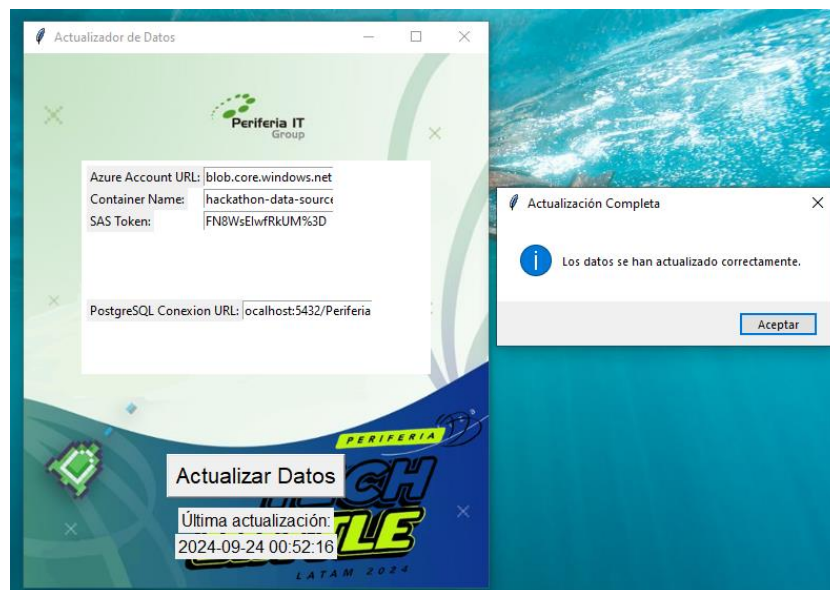 Actualizador de Datos
Periferia IT
Group
Azure Account URL: blob.core.windows.net
Container Name: hackathon-data-source
SAS Token: FN8WsElwfRkUM%3D
PostgreSQL Conexion URL: ocalhost:5432/Periferia
PERIFERIA
TECH
Actualizar Datos
Última actualización:
2024-09-24 00:52:16
LATAM 2024
Actualización Completa
Los datos se han actualizado correctamente.
Aceptar